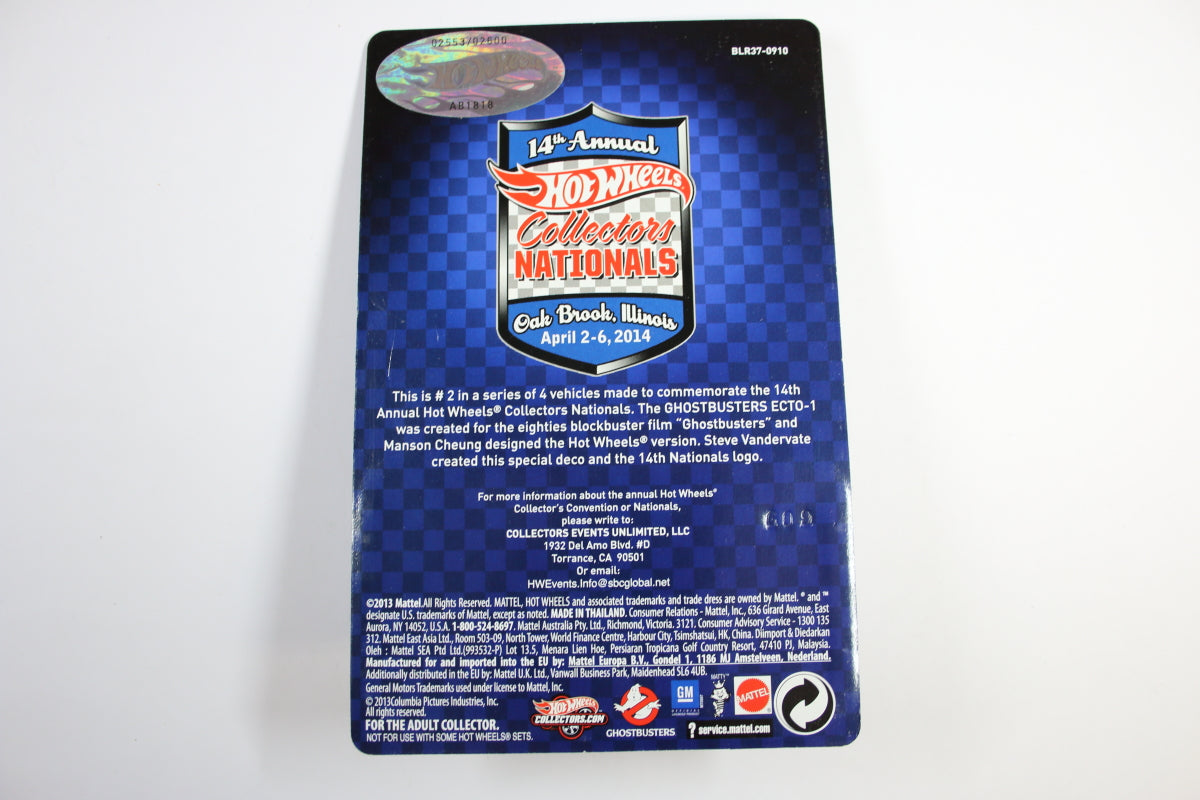 02553/02600
Hot Wheels
AB1818
BLR37-0910
14th Annual
HOT WHEELS
Collectors
NATIONALS
Oak Brook, Illinois
April 2-6, 2014
This is # 2 in a series of 4 vehicles made to commemorate the 14th
Annual Hot Wheels® Collectors Nationals. The GHOSTBUSTERS ECTO-1
was created for the eighties blockbuster film "Ghostbusters" and
Manson Cheung designed the Hot Wheels® version. Steve Vandervate
created this special deco and the 14th Nationals logo.
For more information about the annual Hot Wheels®
Collector's Convention or Nationals,
please write to:
COLLECTORS EVENTS UNLIMITED, LLC
1932 Del Amo Blvd. #D
Torrance, CA 90501
Or email:
HWEvents.Info@sbcglobal.net
©2013 Mattel.All Rights Reserved. MATTEL, HOT WHEELS and associated trademarks and trade dress are owned by Mattel. ® and ™
designate U.S. trademarks of Mattel, except as noted. MADE IN THAILAND. Consumer Relations - Mattel, Inc., 636 Girard Avenue, East
Aurora, NY 14052, U.S.A. 1-800-524-8697. Mattel Australia Pty. Ltd., Richmond, Victoria. 3121. Consumer Advisory Service - 1300 135
312. Mattel East Asia Ltd., Room 503-09, North Tower, World Finance Centre, Harbour City, Tsimshatsui, HK, China. Diimport & Diedarkan
Oleh : Mattel SEA Ptd Ltd.(993532-P) Lot 13.5, Menara Lien Hoe, Persiaran Tropicana Golf Country Resort, 47410 PJ, Malaysia.
Manufactured for and imported into the EU by: Mattel Europa B.V., Gondel 1, 1186 MJ Amstelveen, Nederland.
Additionally distributed in the EU by: Mattel U.K. Ltd., Vanwall Business Park, Maidenhead SL6 4UB.
General Motors Trademarks used under license to Mattel, Inc.
© 2013Columbia Pictures Industries, Inc.
All rights reserved.
FOR THE ADULT COLLECTOR.
NOT FOR USE WITH SOME HOT WHEELS® SETS.
HOT WHEELS
COLLECTORS.COM
GHOSTBUSTERS
GM
OFFICIAL
LICENSED PRODUCT
MATTY™
MATTEL
? service.mattel.com